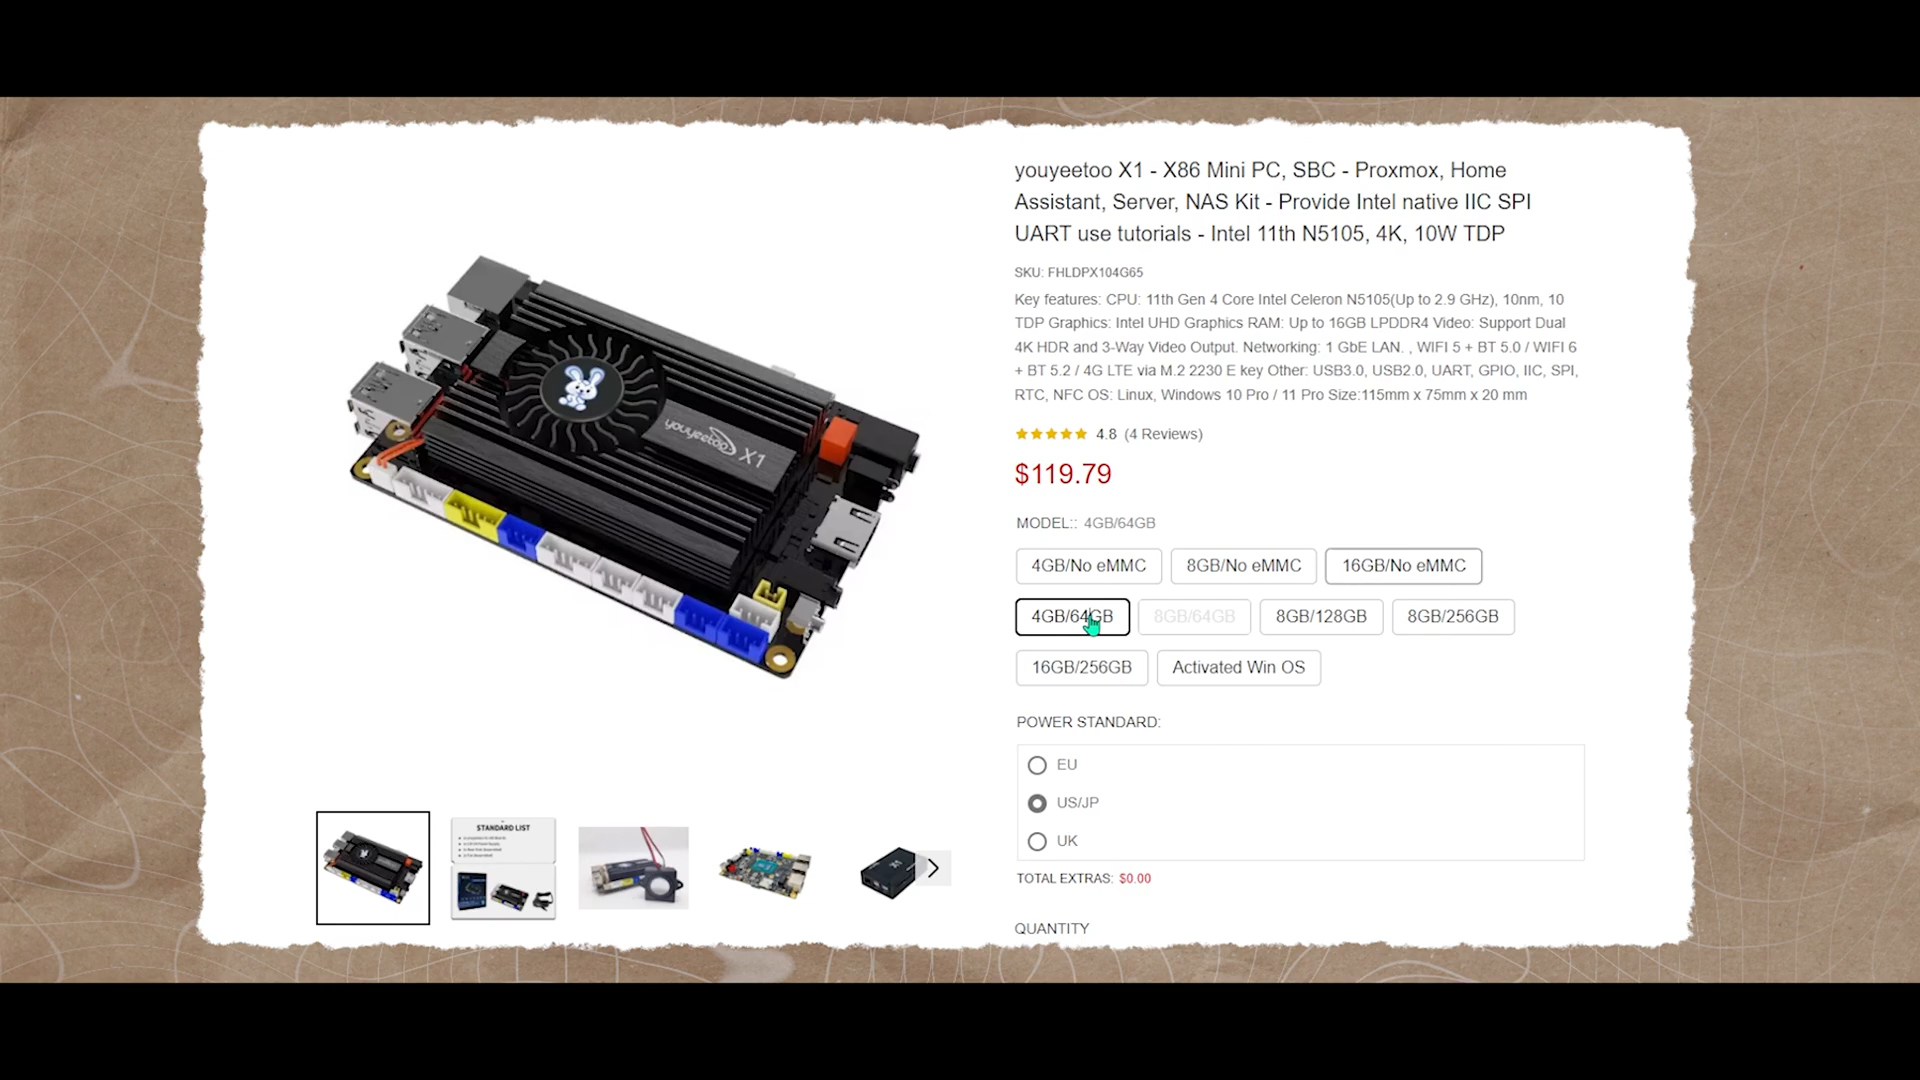 youyeetoo X1 - X86 Mini PC, SBC - Proxmox, Home
Assistant, Server, NAS Kit - Provide Intel native IIC SPI
UART use tutorials - Intel 11th N5105, 4K, 10W TDP
SKU: FHLDPX104G65
Key features: CPU: 11th Gen 4 Core Intel Celeron N5105(Up to 2.9 GHz), 10nm, 10
TDP Graphics: Intel UHD Graphics RAM: Up to 16GB LPDDR4 Video: Support Dual
4K HDR and 3-Way Video Output. Networking: 1 GbE LAN. , WIFI 5 + BT 5.0 / WIFI 6
+ BT 5.2 / 4G LTE via M.2 2230 E key Other: USB3.0, USB2.0, UART, GPIO, IIC, SPI,
RTC, NFC OS: Linux, Windows 10 Pro / 11 Pro Size:115mm x 75mm x 20 mm
4.8 (4 Reviews)
$119.79
MODEL:: 4GB/64GB
4GB/No eMMC 8GB/No eMMC 16GB/No eMMC
4GB/64GB 8GB/64GB 8GB/128GB 8GB/256GB
16GB/256GB Activated Win OS
POWER STANDARD:
EU
US/JP
UK
TOTAL EXTRAS: $0.00
QUANTITY
youyeetoo X1
STANDARD LIST
X1